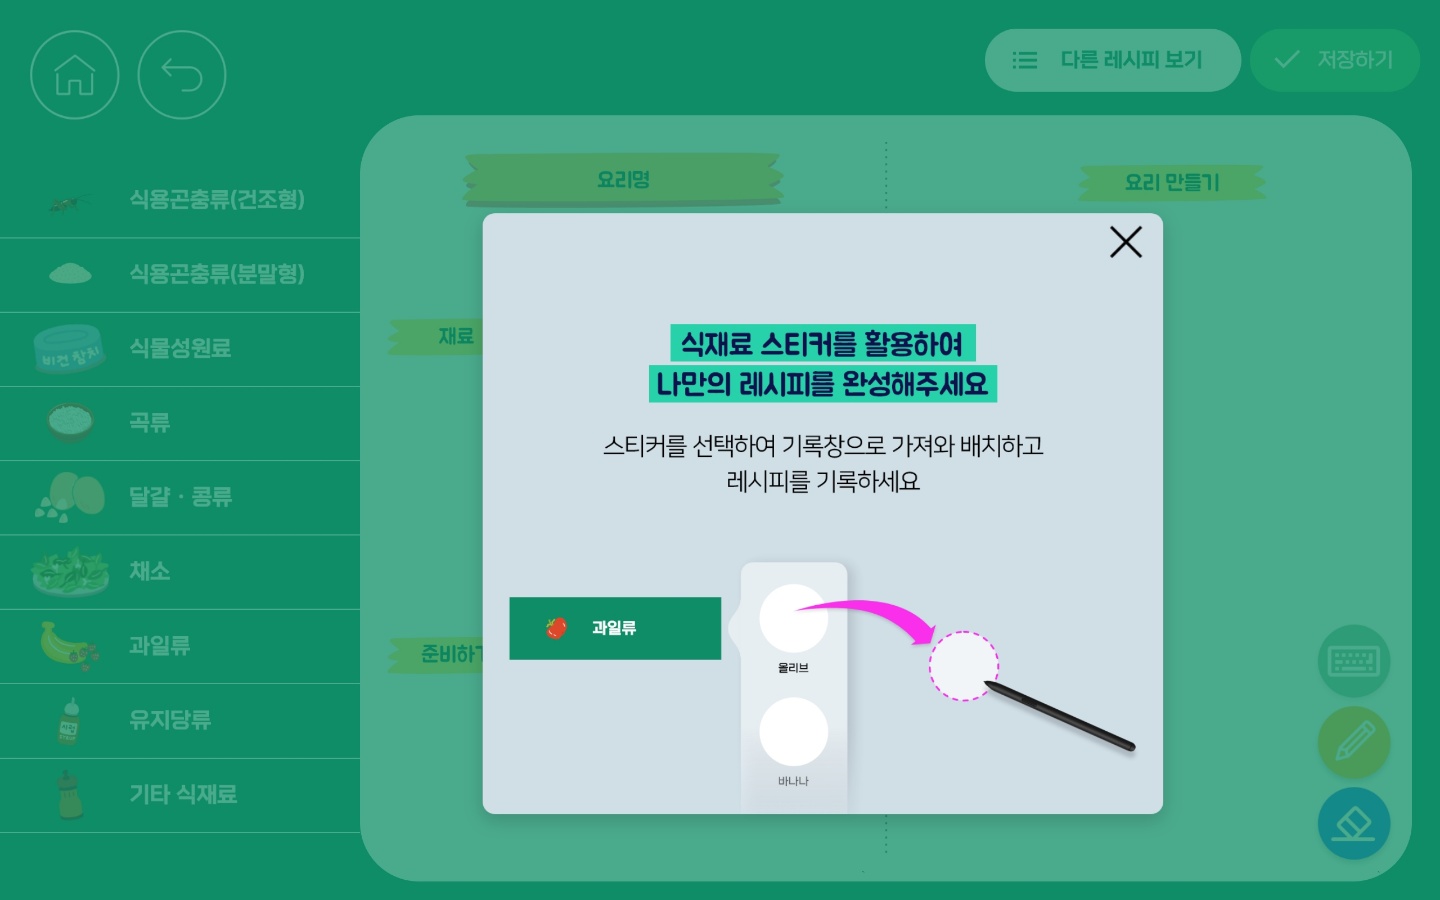 다른 레시피 보기
저장하기
식용곤충류(건조형)
식용곤충류(분말형)
비건 참치
식물성원료
곡류
달걀 · 콩류
채소
과일류
유지당류
기타 식재료
요리명
요리 만들기
재료
준비하기
식재료 스티커를 활용하여
나만의 레시피를 완성해주세요
스티커를 선택하여 기록창으로 가져와 배치하고
레시피를 기록하세요
과일류
올리브
바나나